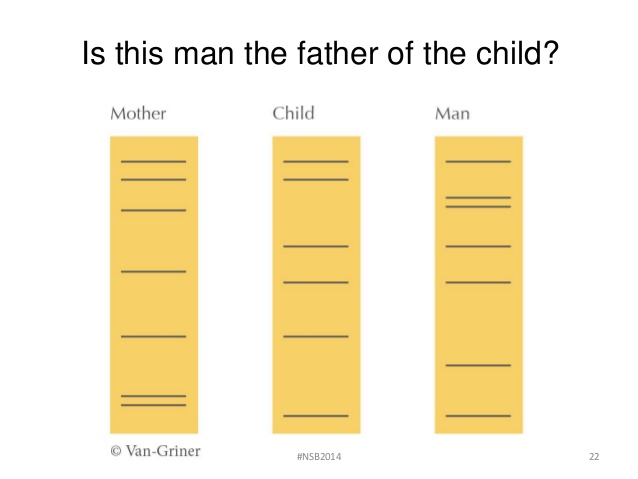 Is this man the father of the child?
Mother Child Man
© Van-Griner
#NSB2014
22